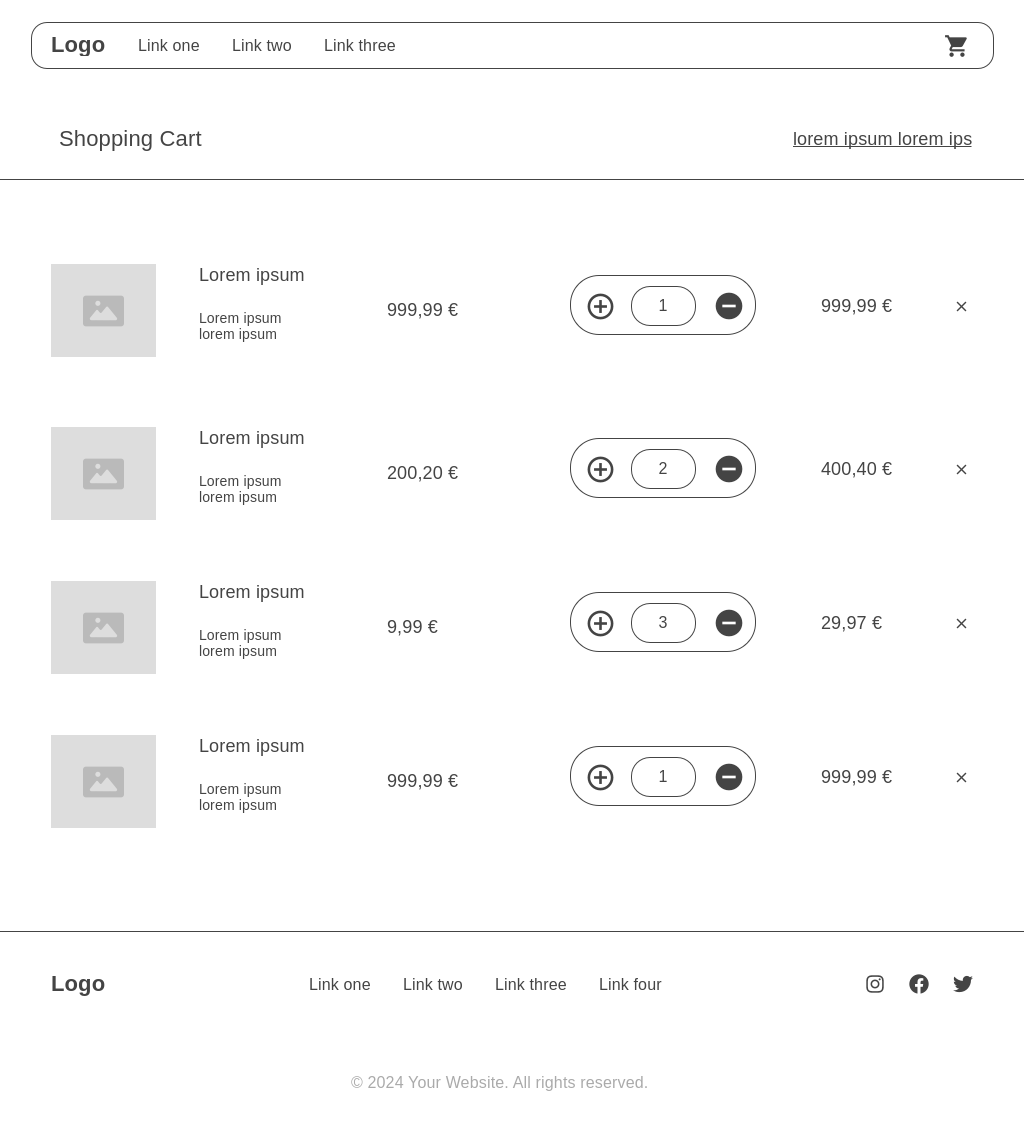 Logo Link one Link two Link three
Shopping Cart lorem ipsum lorem ips
Lorem ipsum
Lorem ipsum
lorem ipsum
999,99 € 1 999,99 € ×
Lorem ipsum
Lorem ipsum
lorem ipsum
200,20 € 2 400,40 € ×
Lorem ipsum
Lorem ipsum
lorem ipsum
9,99 € 3 29,97 € ×
Lorem ipsum
Lorem ipsum
lorem ipsum
999,99 € 1 999,99 € ×
Logo Link one Link two Link three Link four
© 2024 Your Website. All rights reserved.